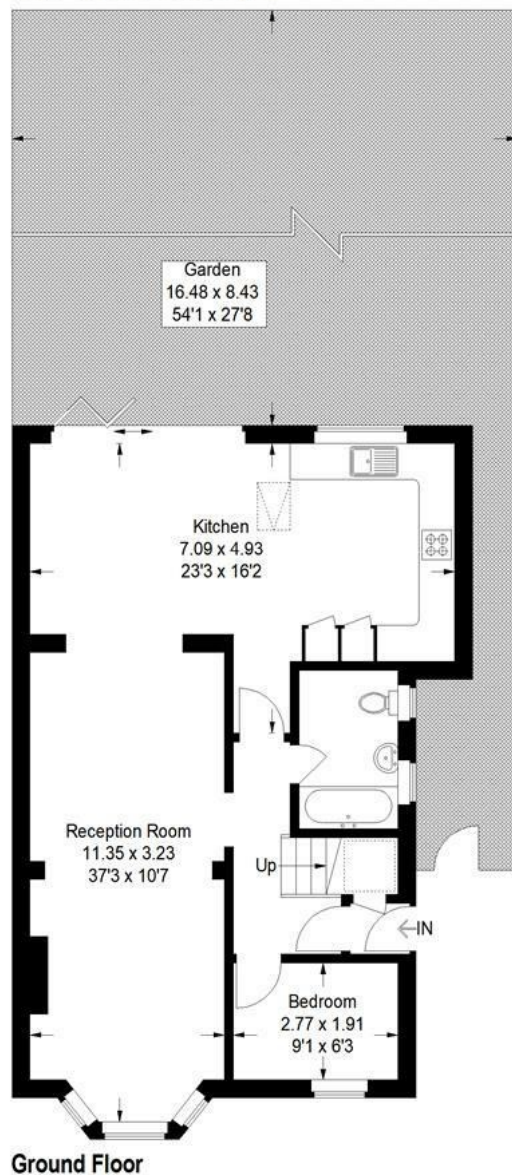 Garden
16.48 x 8.43
54'1 x 27'8
Kitchen
7.09 x 4.93
23'3 x 16'2
Reception Room
11.35 x 3.23
37'3 x 10'7
Up
IN
Bedroom
2.77 x 1.91
9'1 x 6'3
Ground Floor